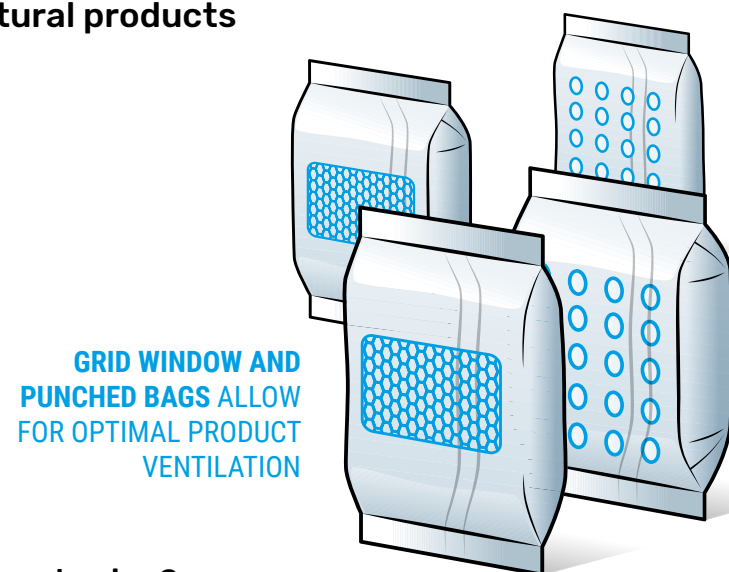 tural products
GRID WINDOW AND
PUNCHED BAGS ALLOW
FOR OPTIMAL PRODUCT
VENTILATION